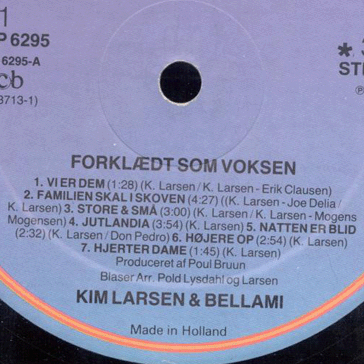 P 6295
6295-A
cb
8713-1)
ST
℗
FORKLÆDT SOM VOKSEN
1. VI ER DEM (1:28) (K. Larsen / K. Larsen - Erik Clausen)
2. FAMILIEN SKAL I SKOVEN (4:27) ((K. Larsen - Joe Delia /
K. Larsen) 3. STORE & SMÅ (3:00) (K. Larsen / K. Larsen - Mogens
Mogensen) 4. JUTLANDIA (3:54) (K. Larsen) 5. NATTEN ER BLID
(2:32) (K. Larsen / Don Pedro) 6. HØJERE OP (2:54) (K. Larsen)
7. HJERTER DAME (1:45) (K. Larsen)
Produceret af Poul Bruun
Blæser Arr. Pold Lysdahl og Larsen
KIM LARSEN & BELLAMI
Made in Holland